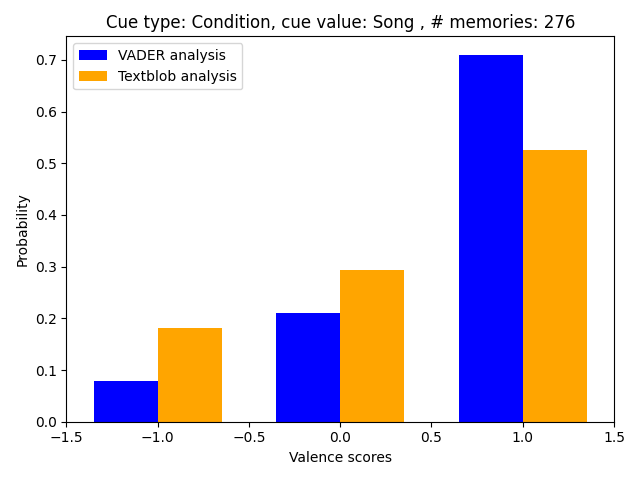 Cue type: Condition, cue value: Song , # memories: 276
VADER analysis
Textblob analysis
Probability
0.7
0.6
0.5
0.4
0.3
0.2
0.1
0.0
−1.5 −1.0 −0.5 0.0 0.5 1.0 1.5
Valence scores